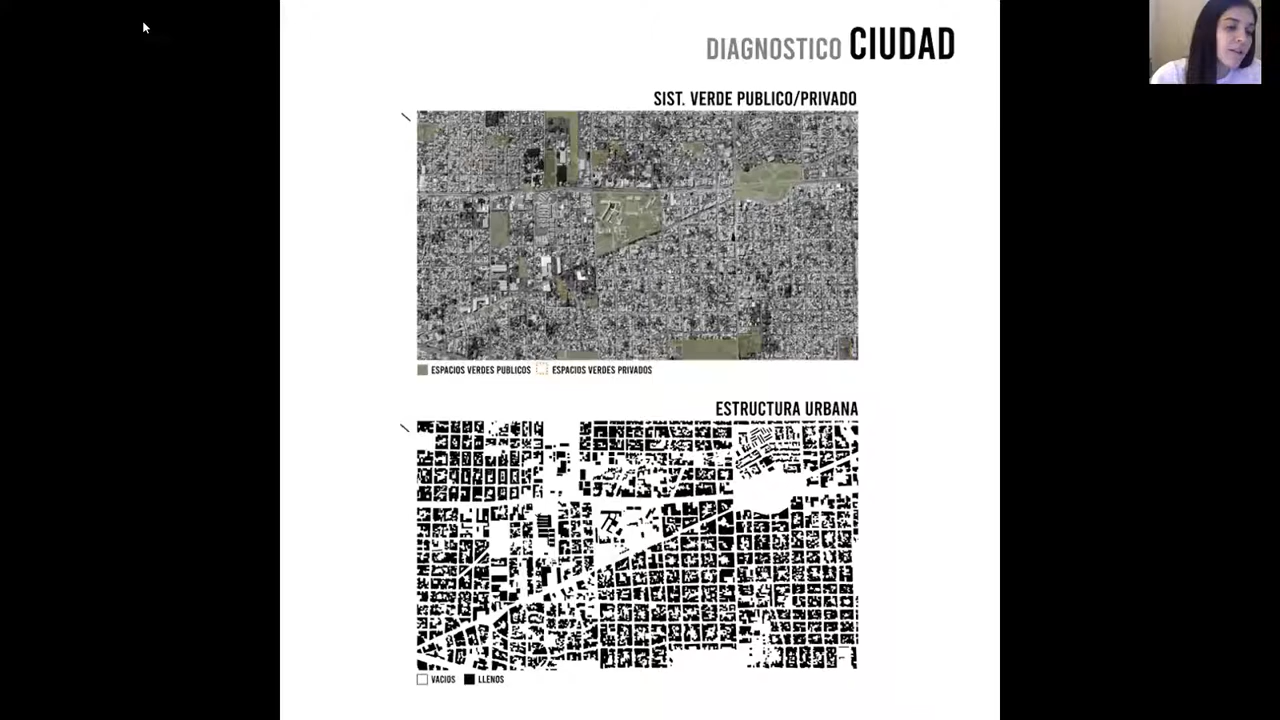 DIAGNOSTICO CIUDAD
SIST. VERDE PUBLICO/PRIVADO
ESPACIOS VERDES PUBLICOS ESPACIOS VERDES PRIVADOS
ESTRUCTURA URBANA
VACIOS LLENOS